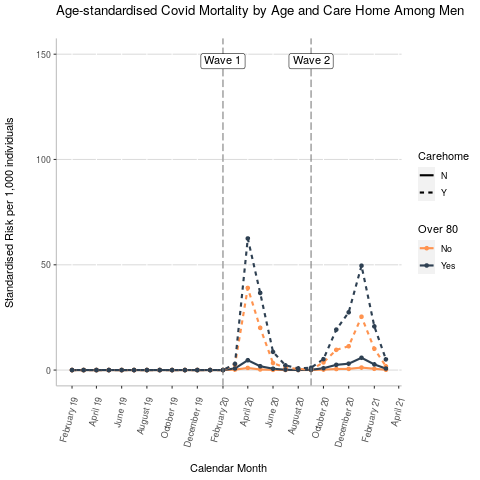 Age-standardised Covid Mortality by Age and Care Home Among Men
150
100
50
0
Standardised Risk per 1,000 individuals
Wave 1
Wave 2
February 19
April 19
June 19
August 19
October 19
December 19
February 20
April 20
June 20
August 20
October 20
December 20
February 21
April 21
Calendar Month
Carehome
N
Y
Over 80
No
Yes